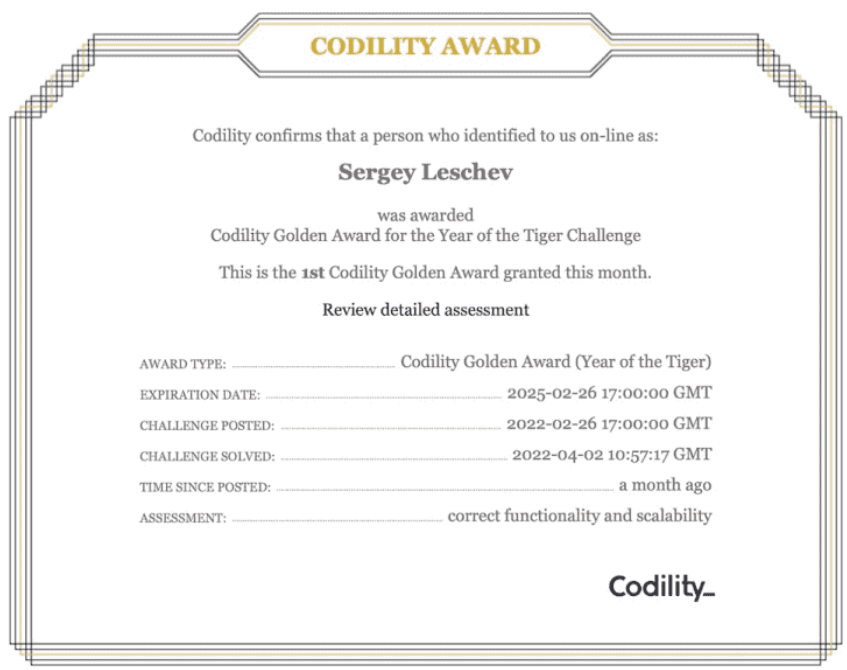 CODILITY AWARD
Codility confirms that a person who identified to us on-line as:
Sergey Leschev
was awarded
Codility Golden Award for the Year of the Tiger Challenge
This is the 1st Codility Golden Award granted this month.
Review detailed assessment
AWARD TYPE: Codility Golden Award (Year of the Tiger)
EXPIRATION DATE: 2025-02-26 17:00:00 GMT
CHALLENGE POSTED: 2022-02-26 17:00:00 GMT
CHALLENGE SOLVED: 2022-04-02 10:57:17 GMT
TIME SINCE POSTED: a month ago
ASSESSMENT: correct functionality and scalability
Codility_